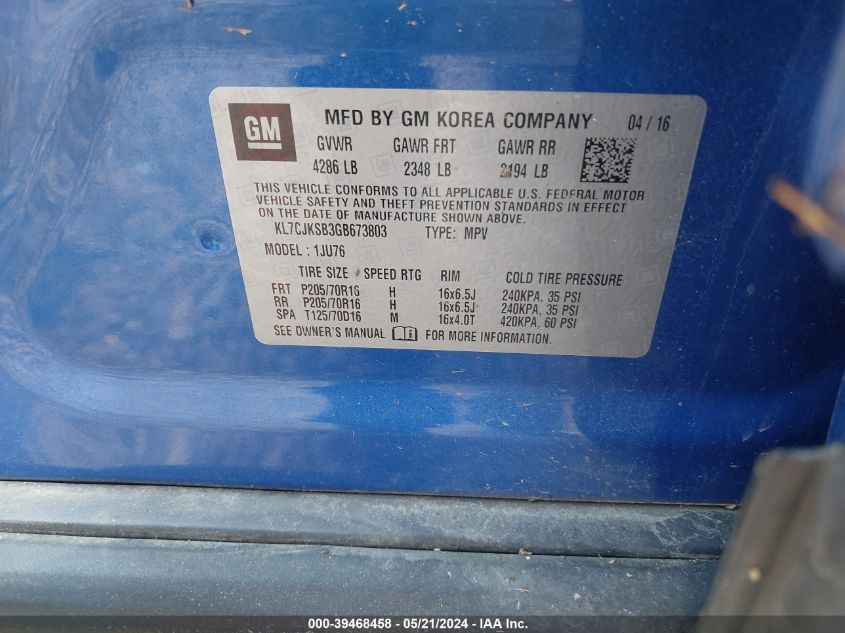 GM
MFD BY GM KOREA COMPANY 04 / 16
GVWR GAWR FRT GAWR RR
4286 LB 2348 LB 2194 LB
THIS VEHICLE CONFORMS TO ALL APPLICABLE U.S. FEDERAL MOTOR
VEHICLE SAFETY AND THEFT PREVENTION STANDARDS IN EFFECT
ON THE DATE OF MANUFACTURE SHOWN ABOVE.
KL7CJKSB3GB673803 TYPE: MPV
MODEL: 1JU76
TIRE SIZE SPEED RTG RIM COLD TIRE PRESSURE
FRT P205/70R16 H 16x6.5J 240KPA, 35 PSI
RR P205/70R16 H 16x6.5J 240KPA, 35 PSI
SPA T125/70D16 M 16x4.0T 420KPA, 60 PSI
SEE OWNER'S MANUAL FOR MORE INFORMATION.
000-39468458 - 05/21/2024 - IAAI.com